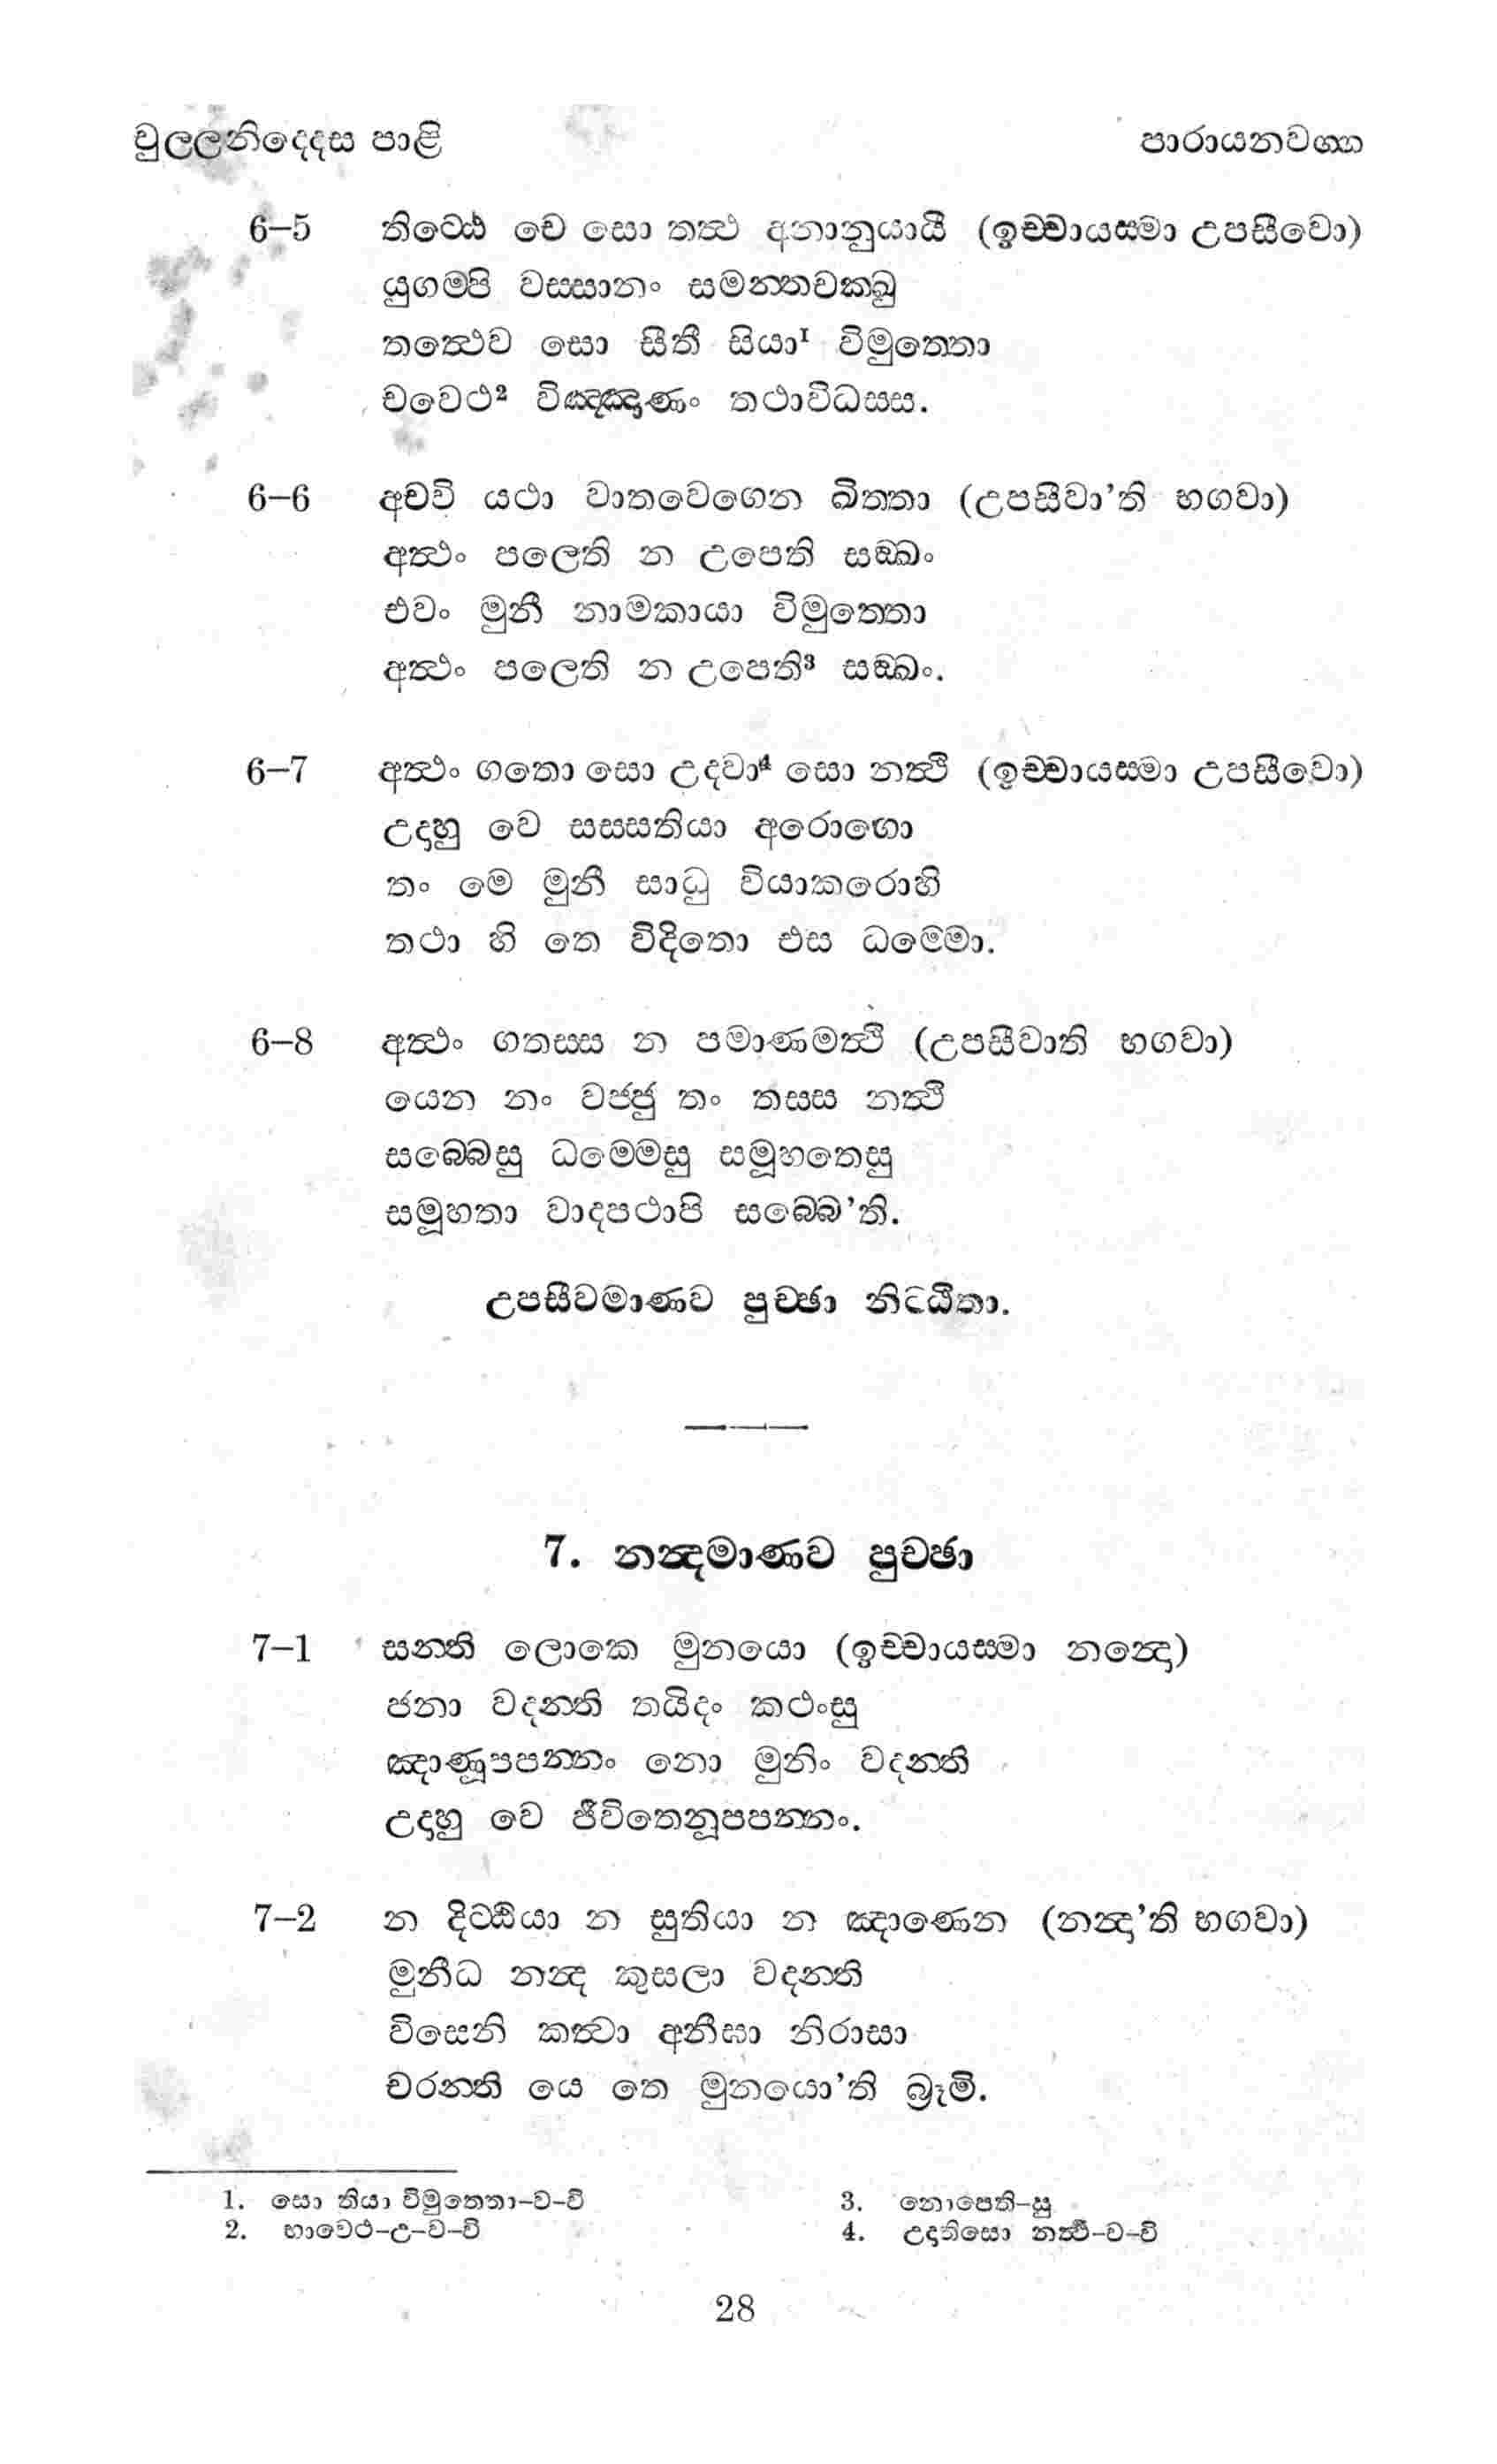 චුල්ලනිද්දෙස පාළි
පාරායනවග්ග
6–5 තිට්ඨෙ චෙ සො තත්ථ අනානුයායී (ඉච්චායස්මා උපසීවො)
යුගම්පි වස්සානං සමන්තචක්ඛු
තත්ථෙව සො සීතී සියා¹ විමුත්තො
චවෙථ² විඤ්ඤාණං තථාවිධස්ස.
6–6 අච්චි යථා වාතවෙගෙන ඛිත්තා (උපසීවා’ති භගවා)
අත්ථං පලෙති න උපෙති සඞ්ඛං
එවං මුනී නාමකායා විමුත්තො
අත්ථං පලෙති න උපෙති³ සඞ්ඛං.
6–7 අත්ථං ගතො සො උදවා⁴ සො නත්ථි (ඉච්චායස්මා උපසීවො)
උදාහු වෙ සස්සතියා අරොගො
තං මෙ මුනී සාධු වියාකරොහි
තථා හි තෙ විදිතො එස ධම්මො.
6–8 අත්ථං ගතස්ස න පමාණමත්ථි (උපසීවාති භගවා)
යෙන නං වජ්ජු තං තස්ස නත්ථි
සබ්බෙසු ධම්මෙසු සමූහතෙසු
සමූහතා වාදපථාපි සබ්බෙ’ති.
උපසීවමාණව පුච්ඡා නිට්ඨිතා.
7. නන්දමාණව පුච්ඡා
7–1 සන්ති ලොකෙ මුනයො (ඉච්චායස්මා නන්දො)
ජනා වදන්ති තයිදං කථංසු
ඤාණූපපන්නං නො මුනිං වදන්ති
උදාහු වෙ ජීවිතෙනූපපන්නං.
7–2 න දිට්ඨියා න සුතියා න ඤාණෙන (නන්දා’ති භගවා)
මුනීධ නන්ද කුසලා වදන්ති
විසෙනි කත්වා අනීඝා නිරාසා
චරන්ති යෙ තෙ මුනයො’ති බ්‍රූමි.
1. සො තියා විමුත්තො–ව–වි
3. නොපෙති–සු
2. භාවෙථ–උ–ව–වි
4. උදාතිසො නත්ථී–ව–වි
28